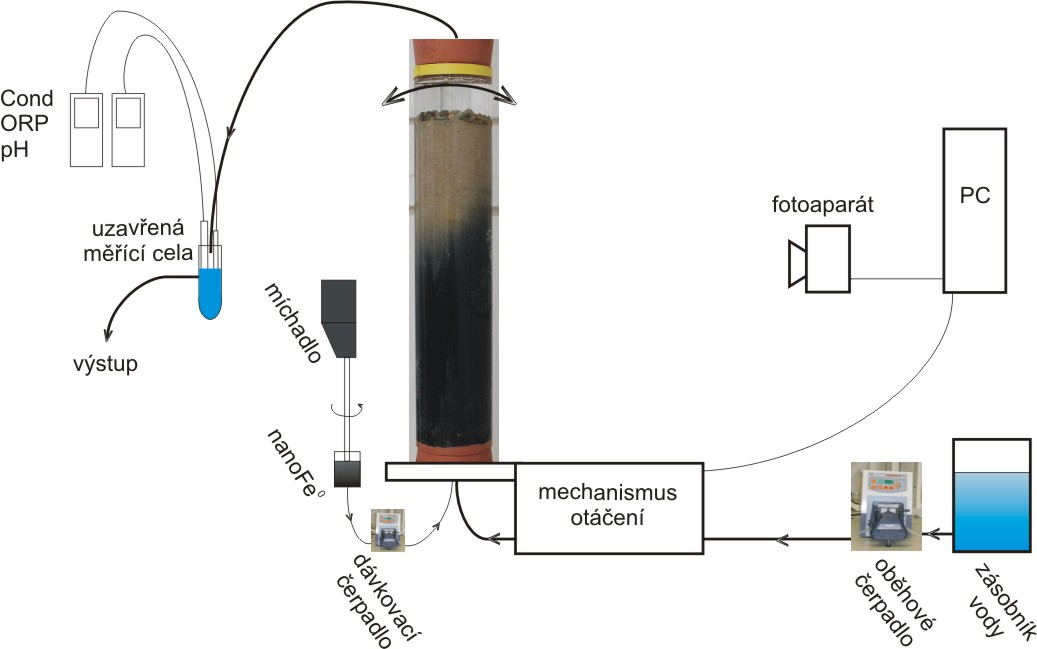 Cond
ORP
pH
uzavřená
měřící cela
výstup
míchadlo
nanoFe⁰
dávkovací
čerpadlo
mechanismus
otáčení
fotoaparát
PC
oběhové
čerpadlo
zásobník
vody